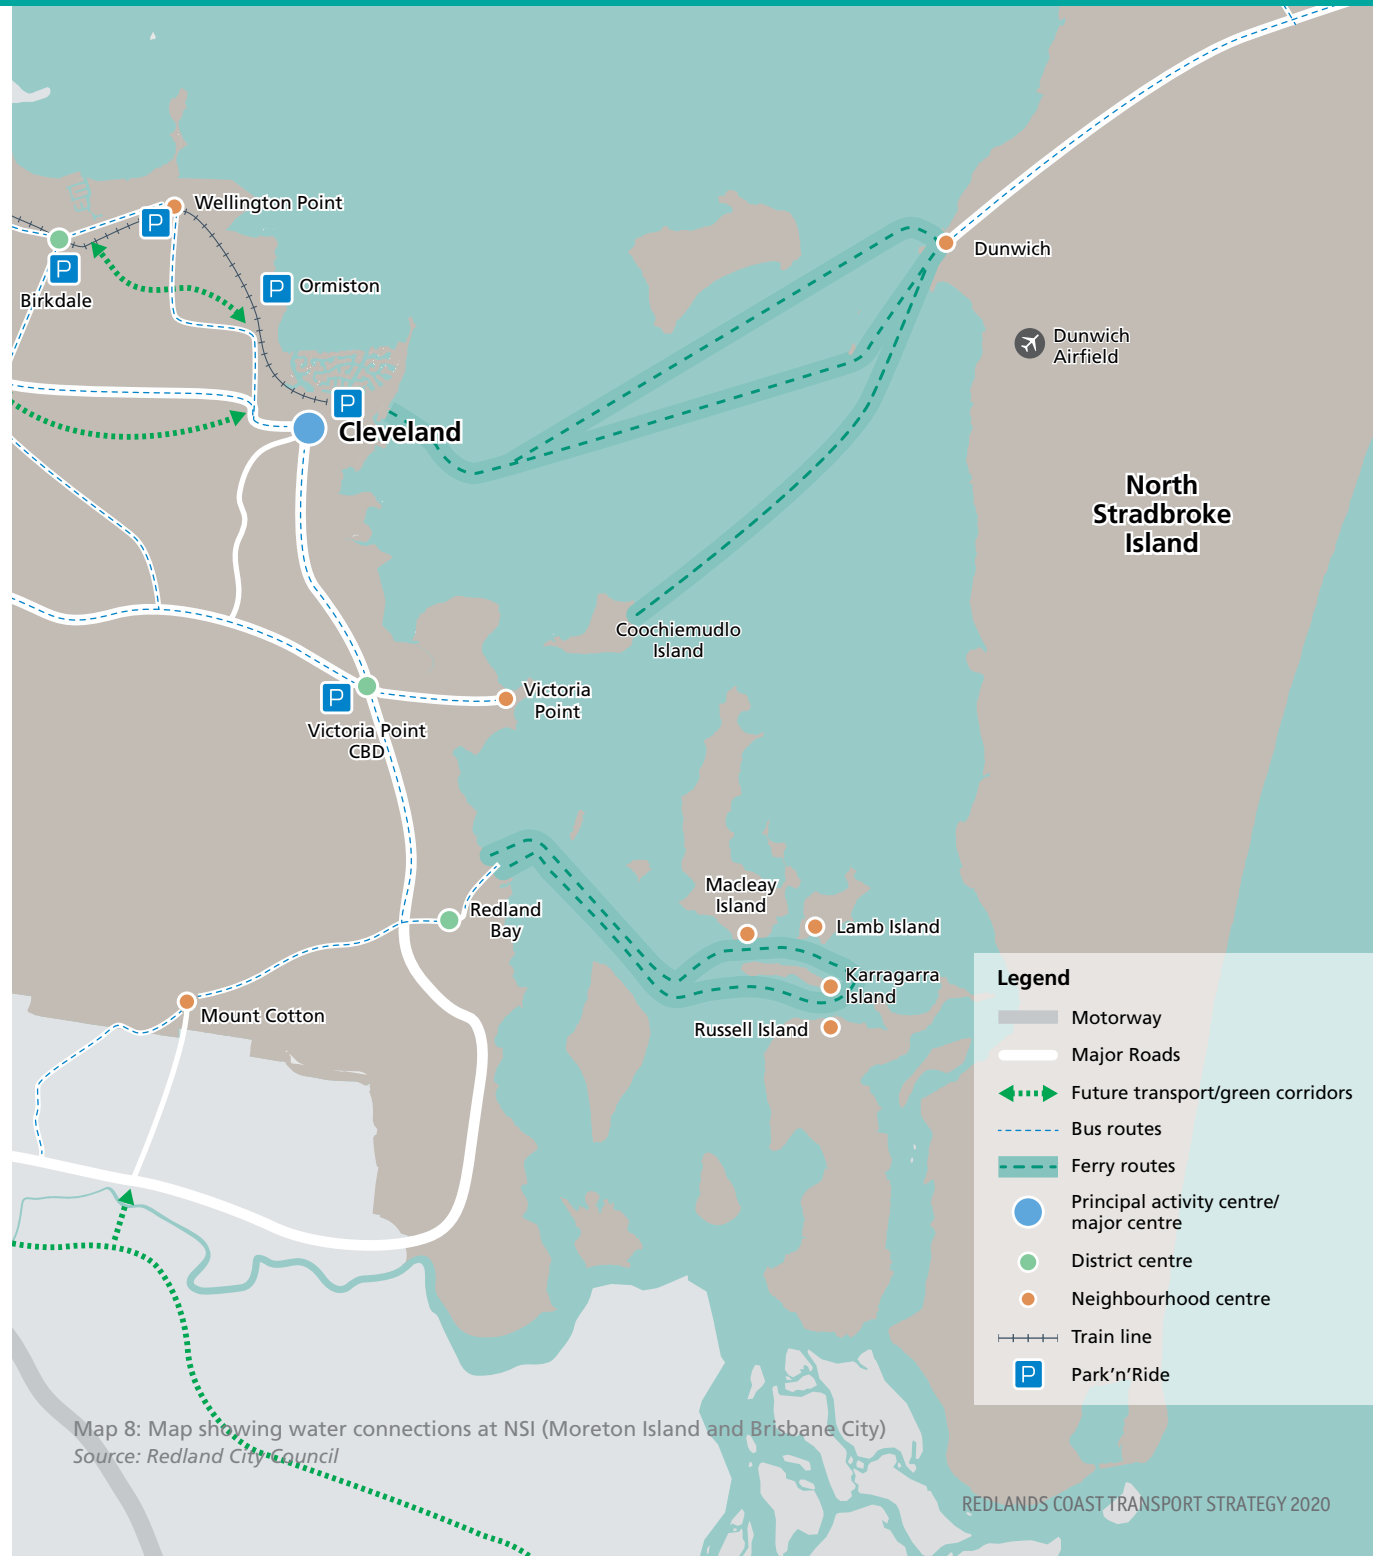 Wellington Point
P
Dunwich
P
Birkdale
P
Ormiston
Dunwich
Airfield
P
Cleveland
North
Stradbroke
Island
Coochiemudlo
Island
P
Victoria
Point
Victoria Point
CBD
Macleay
Island
Redland
Bay
Lamb Island
Karragarra
Island
Mount Cotton
Russell Island
Legend
Motorway
Major Roads
Future transport/green corridors
Bus routes
Ferry routes
Principal activity centre/
major centre
District centre
Neighbourhood centre
Train line
P
Park’n’Ride
Map 8: Map showing water connections at NSI (Moreton Island and Brisbane City)
Source: Redland City Council
REDLANDS COAST TRANSPORT STRATEGY 2020